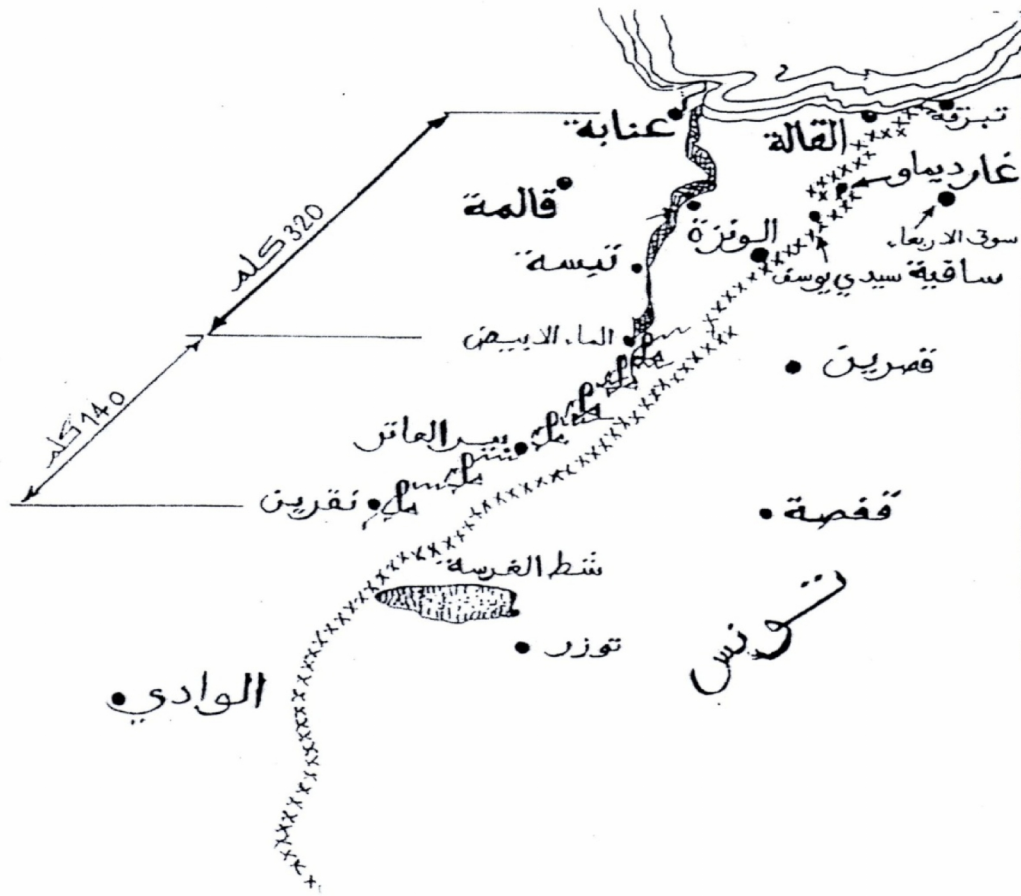 تبرقة
عنابة
القالة
غار ديماو
قالمة
320 كلم
الونزة
سوق الاربعاء
تبسة
ساقية سيدي يوسف
الماء الابيض
قصرين
140 كلم
بير العاتر
نقرين
قفصة
شط الغرسة
تونس
توزر
الوادي